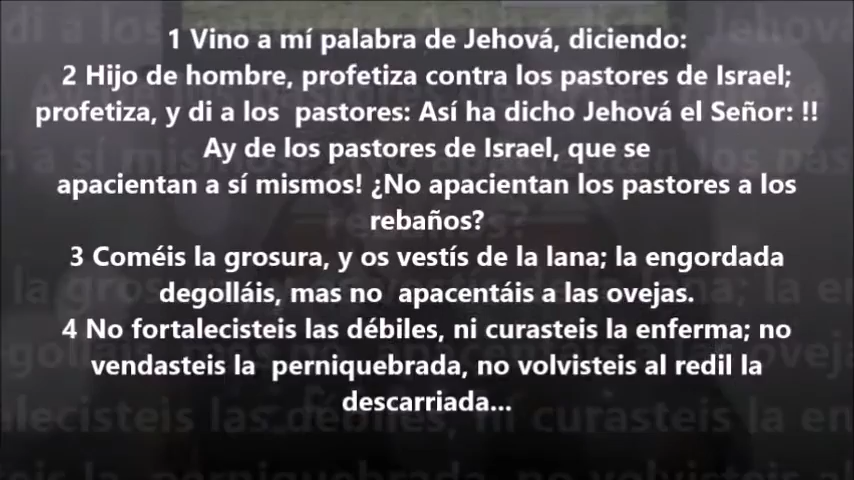 1 Vino a mí palabra de Jehová, diciendo:
2 Hijo de hombre, profetiza contra los pastores de Israel;
profetiza, y di a los  pastores: Así ha dicho Jehová el Señor: !!
Ay de los pastores de Israel, que se
apacientan a sí mismos! ¿No apacientan los pastores a los
rebaños?
3 Coméis la grosura, y os vestís de la lana; la engordada
degolláis, mas no  apacentáis a las ovejas.
4 No fortalecisteis las débiles, ni curasteis la enferma; no
vendasteis la  perniquebrada, no volvisteis al redil la
descarriada...